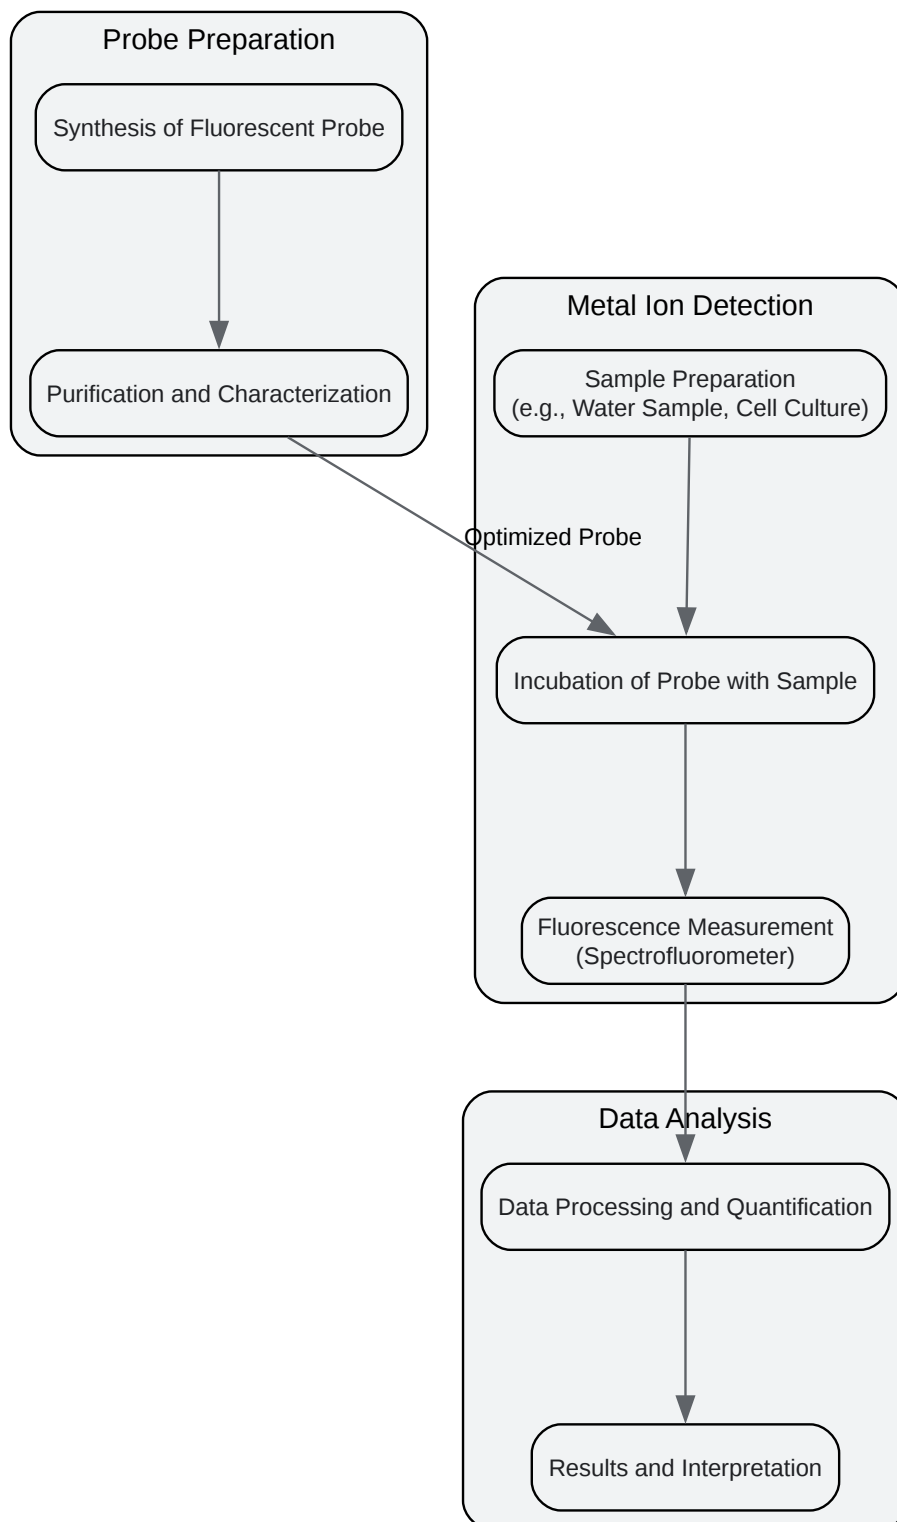 Probe Preparation
Synthesis of Fluorescent Probe
Purification and Characterization
Optimized Probe
Metal Ion Detection
Sample Preparation
(e.g., Water Sample, Cell Culture)
Incubation of Probe with Sample
Fluorescence Measurement
(Spectrofluorometer)
Data Analysis
Data Processing and Quantification
Results and Interpretation